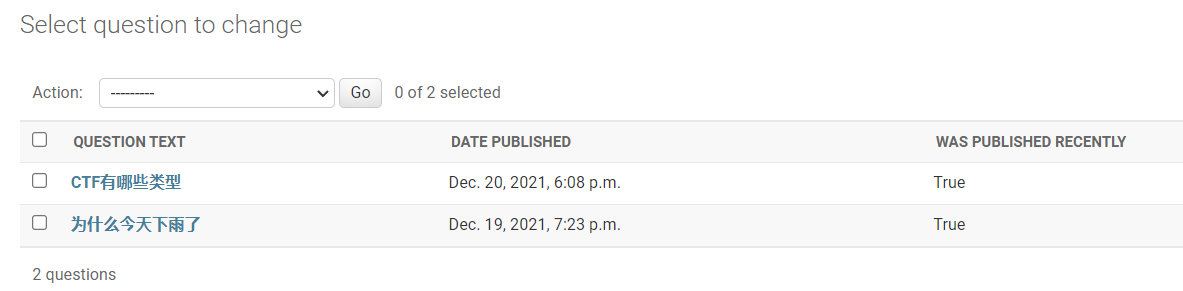 Select question to change
Action: --------- Go 0 of 2 selected
QUESTION TEXT DATE PUBLISHED WAS PUBLISHED RECENTLY
CTF有哪些类型 Dec. 20, 2021, 6:08 p.m. True
为什么今天下雨了 Dec. 19, 2021, 7:23 p.m. True
2 questions